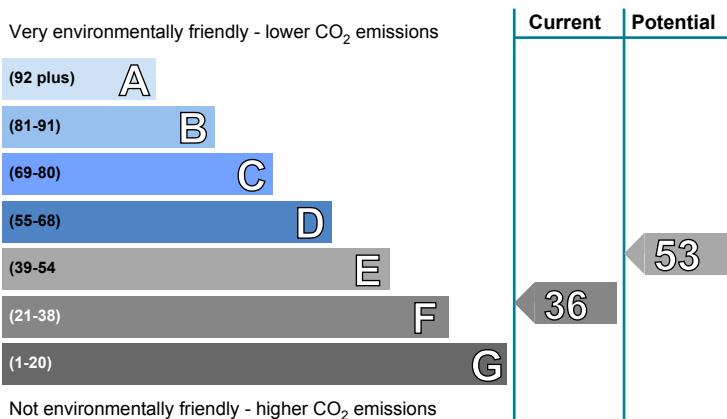 Current Potential
Very environmentally friendly - lower CO₂ emissions
(92 plus) A
(81-91) B
(69-80) C
(55-68) D
(39-54 E
53
(21-38) F
36
(1-20) G
Not environmentally friendly - higher CO₂ emissions